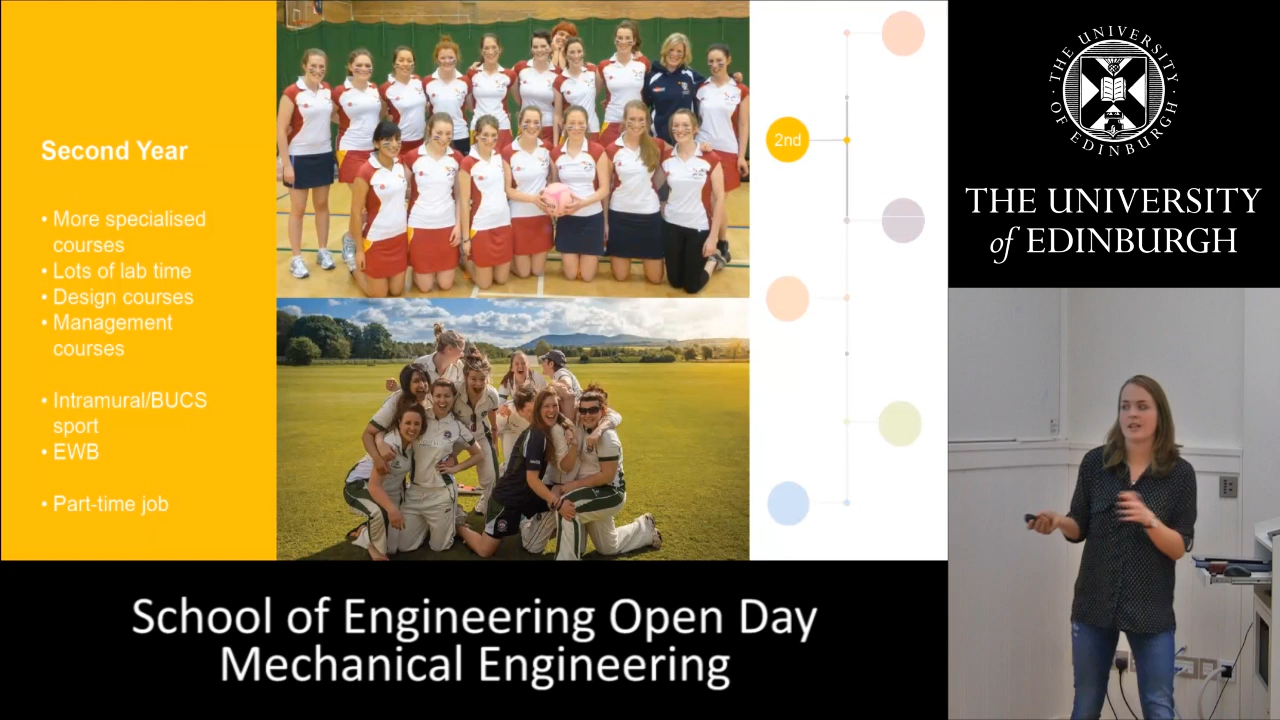 Second Year
• More specialised
courses
• Lots of lab time
• Design courses
• Management
courses
• Intramural/BUCS
sport
• EWB
• Part-time job
2nd
THE UNIVERSITY OF EDINBURGH
THE UNIVERSITY
of EDINBURGH
School of Engineering Open Day
Mechanical Engineering